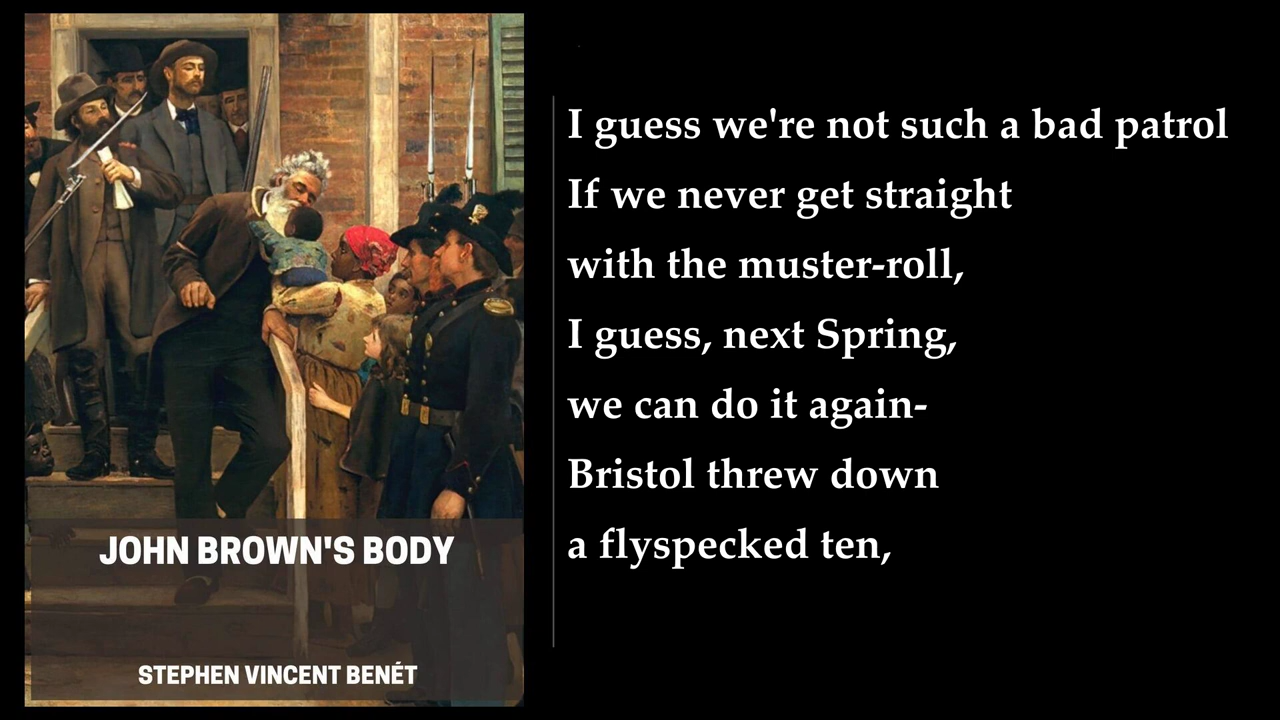 JOHN BROWN'S BODY
STEPHEN VINCENT BENÉT
I guess we're not such a bad patrol
If we never get straight
with the muster-roll,
I guess, next Spring,
we can do it again-
Bristol threw down
a flyspecked ten,